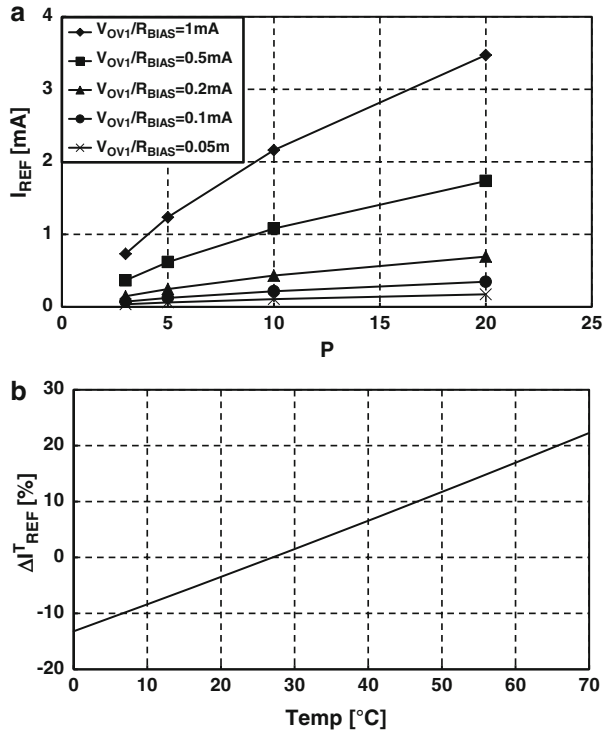 a
4
3
2
1
0
I_REF [mA]
V_OV1/R_BIAS=1mA
V_OV1/R_BIAS=0.5mA
V_OV1/R_BIAS=0.2mA
V_OV1/R_BIAS=0.1mA
V_OV1/R_BIAS=0.05m
0 5 10 15 20 25
P
b
30
20
10
0
-10
-20
ΔI^T_REF [%]
0 10 20 30 40 50 60 70
Temp [°C]